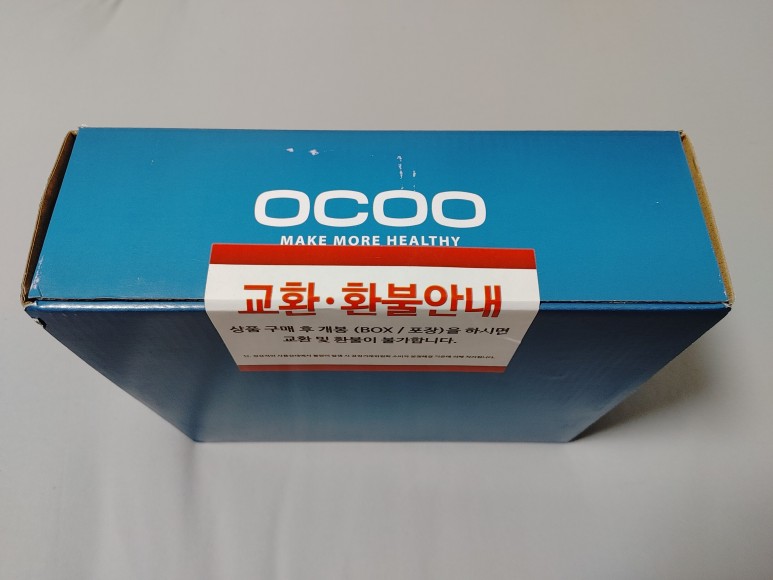 OCOO
MAKE MORE HEALTHY
교환·환불안내
상품 구매 후 개봉 (BOX / 포장)을 하시면
교환 및 환불이 불가합니다.